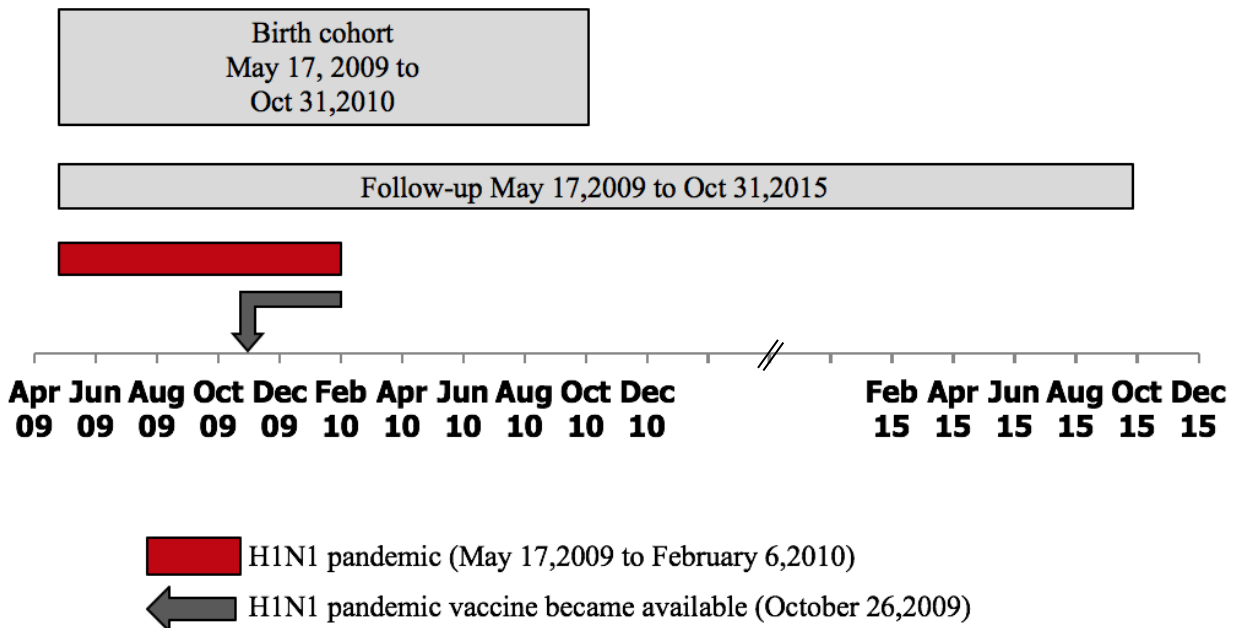 Birth cohort
May 17, 2009 to
Oct 31,2010
Follow-up May 17,2009 to Oct 31,2015
Apr Jun Aug Oct Dec Feb Apr Jun Aug Oct Dec Feb Apr Jun Aug Oct Dec
09 09 09 09 09 10 10 10 10 10 10 15 15 15 15 15 15
H1N1 pandemic (May 17,2009 to February 6,2010)
H1N1 pandemic vaccine became available (October 26,2009)